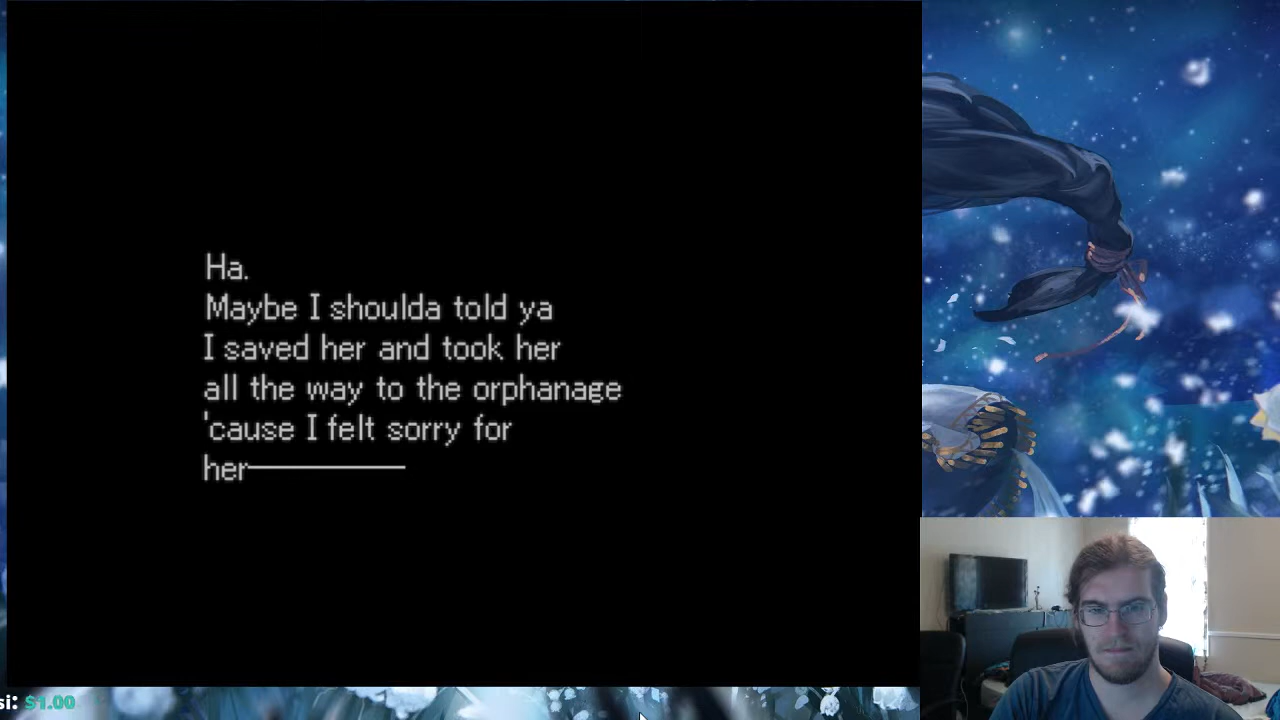 Ha.
Maybe I shoulda told ya
I saved her and took her
all the way to the orphanage
'cause I felt sorry for
her————
si: $1.00